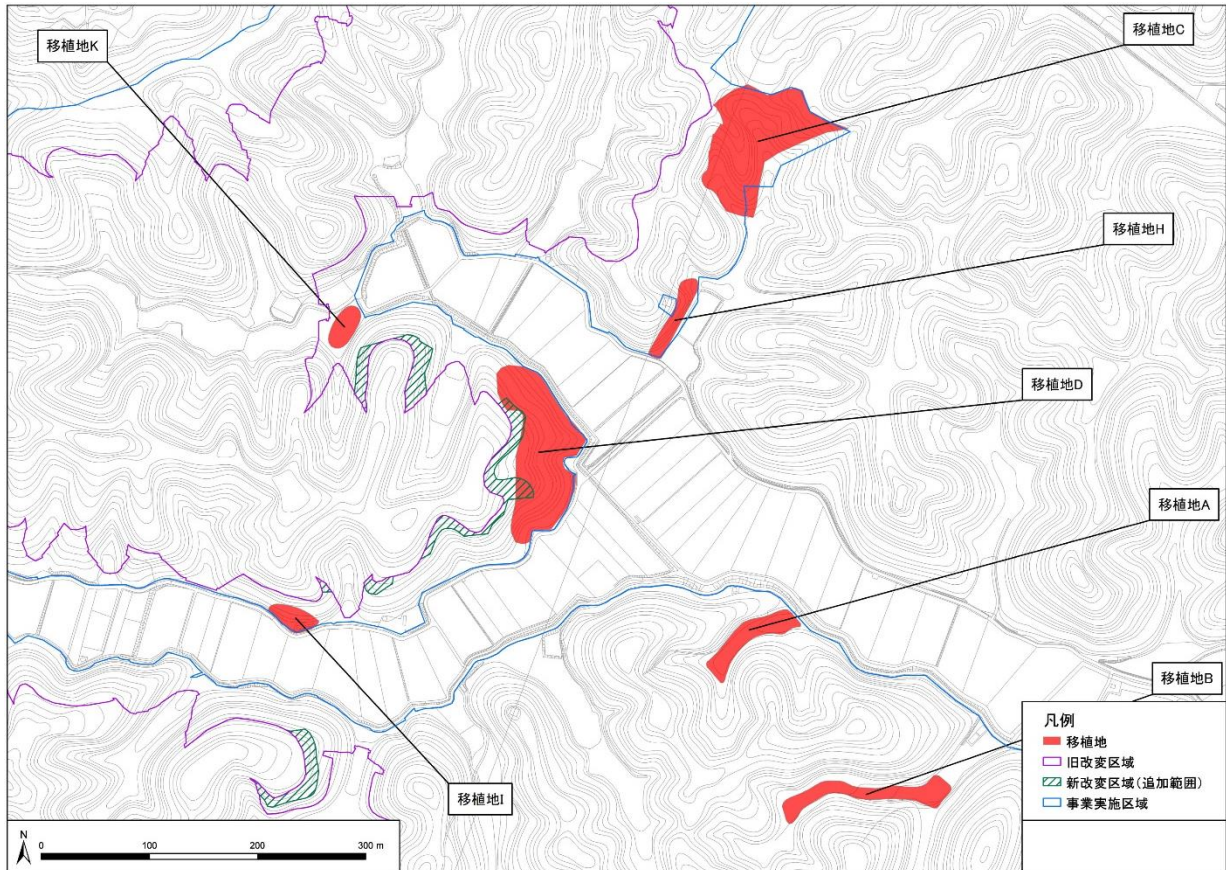 移植地K
移植地C
移植地H
移植地D
移植地A
移植地B
移植地I
凡例
移植地
旧改変区域
新改変区域(追加範囲)
事業実施区域
N
0 100 200 300 m